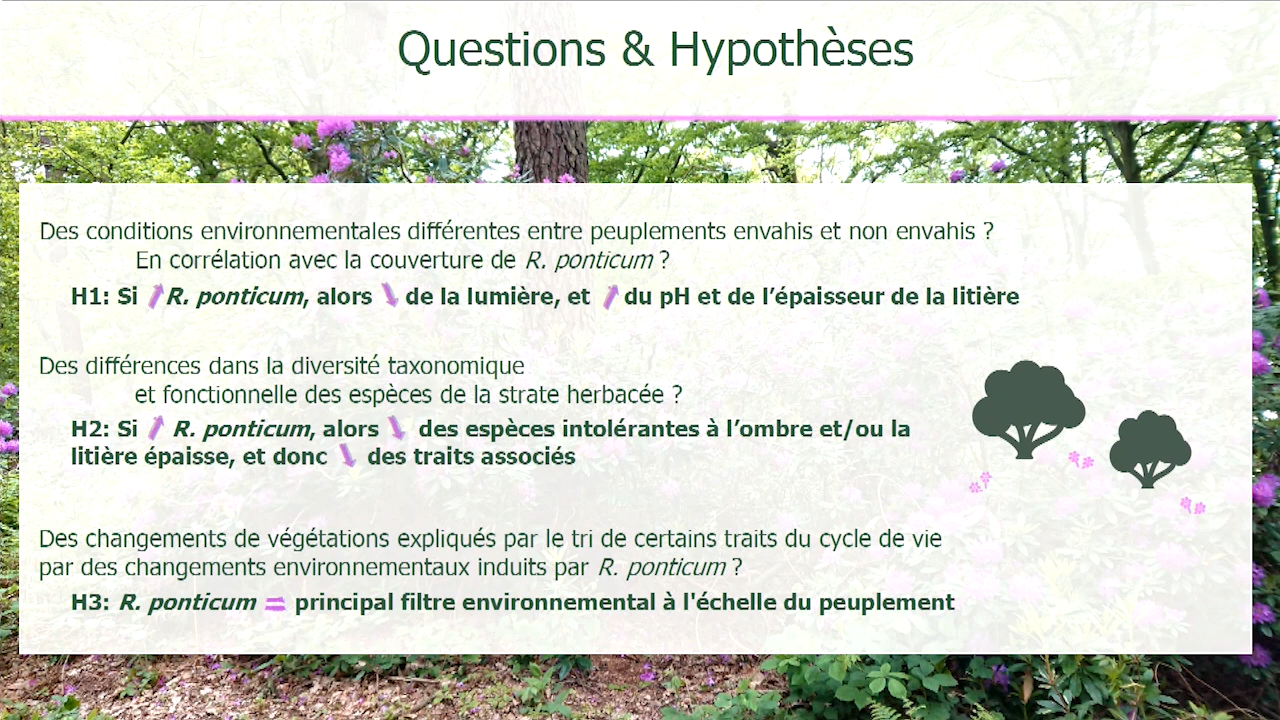 Questions & Hypothèses
Des conditions environnementales différentes entre peuplements envahis et non envahis ?
En corrélation avec la couverture de R. ponticum ?
H1: Si ↗ R. ponticum, alors ↘ de la lumière, et ↗ du pH et de l’épaisseur de la litière
Des différences dans la diversité taxonomique
et fonctionnelle des espèces de la strate herbacée ?
H2: Si ↗ R. ponticum, alors ↘ des espèces intolérantes à l’ombre et/ou la
litière épaisse, et donc ↘ des traits associés
Des changements de végétations expliqués par le tri de certains traits du cycle de vie
par des changements environnementaux induits par R. ponticum ?
H3: R. ponticum = principal filtre environnemental à l'échelle du peuplement